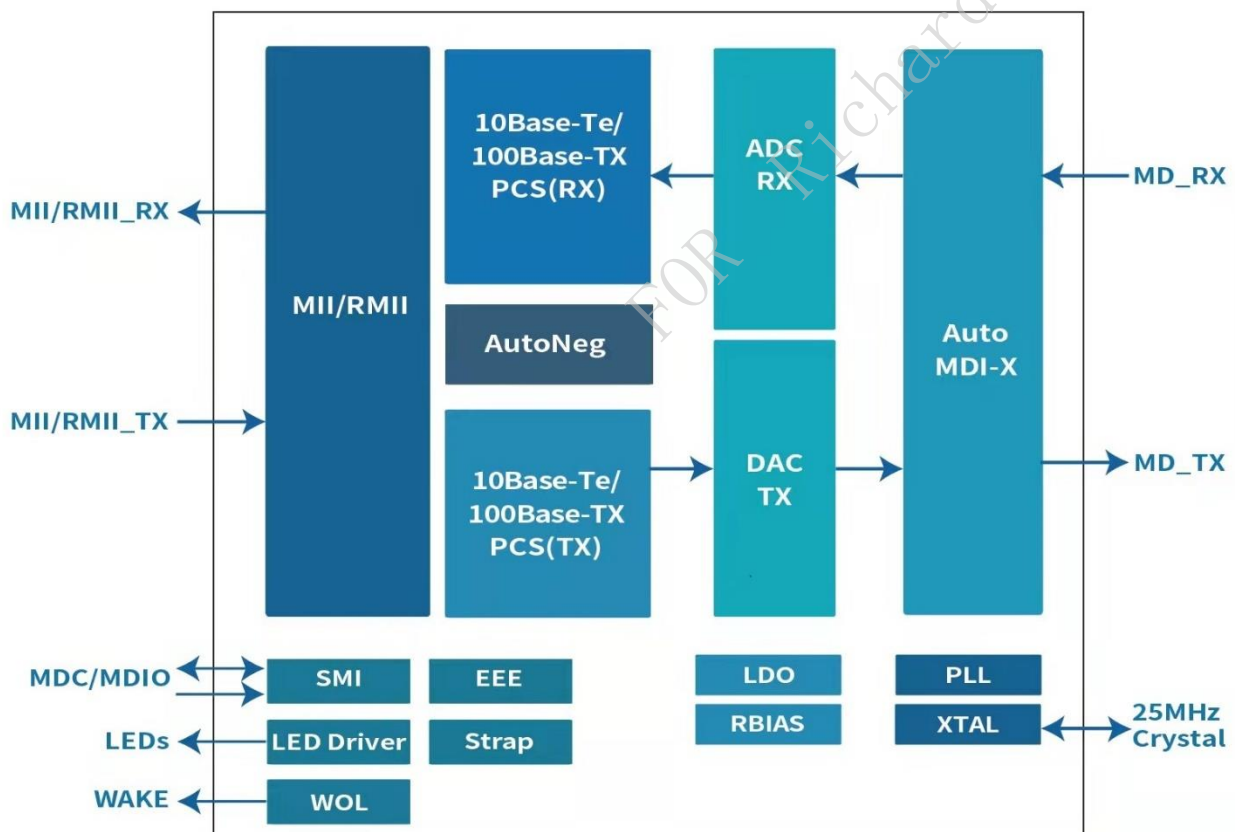 FOR Richard
10Base-Te/
100Base-TX
PCS(RX)
ADC
RX
MD_RX
MII/RMII_RX
MII/RMII
AutoNeg
Auto
MDI-X
MII/RMII_TX
10Base-Te/
100Base-TX
PCS(TX)
DAC
TX
MD_TX
MDC/MDIO
SMI
EEE
LDO
PLL
LEDs
LED Driver
Strap
RBIAS
XTAL
25MHz
Crystal
WAKE
WOL